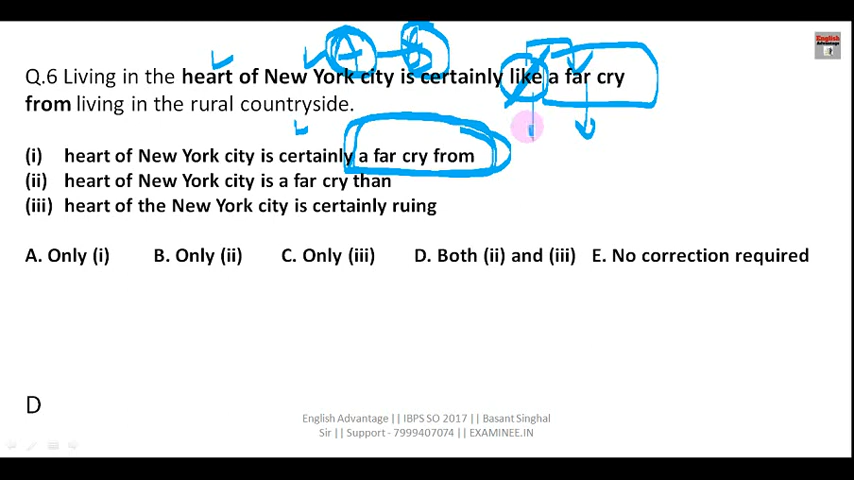 English
Advantage
Q.6 Living in the heart of New York city is certainly like a far cry
from living in the rural countryside.
(i) heart of New York city is certainly a far cry from
(ii) heart of New York city is a far cry than
(iii) heart of the New York city is certainly ruing
A. Only (i) B. Only (ii) C. Only (iii) D. Both (ii) and (iii) E. No correction required
D
English Advantage || IBPS SO 2017 || Basant Singhal
Sir || Support - 7999407074 || EXAMINEE.IN